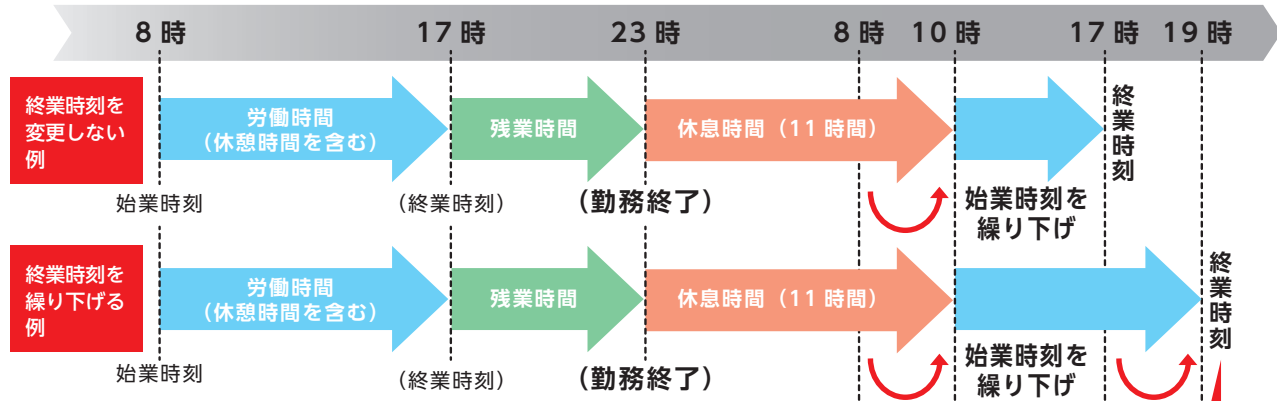 8時 17時 23時 8時 10時 17時 19時
終業時刻を
変更しない
例
労働時間
（休憩時間を含む）
残業時間
休息時間（11時間）
終業時刻
始業時刻
（終業時刻）
（勤務終了）
始業時刻を
繰り下げ
終業時刻を
繰り下げる
例
労働時間
（休憩時間を含む）
残業時間
休息時間（11時間）
終業時刻
始業時刻
（終業時刻）
（勤務終了）
始業時刻を
繰り下げ